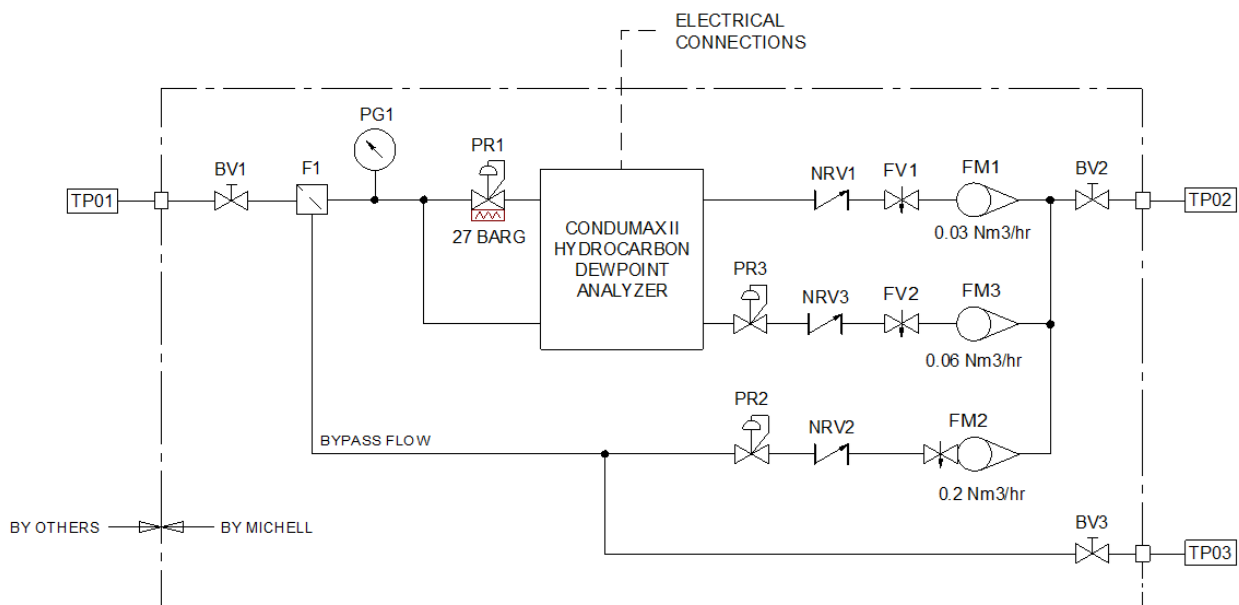 ELECTRICAL
CONNECTIONS
PG1
PR1
BV1
F1
NRV1
FV1
FM1
BV2
TP01
TP02
27 BARG
0.03 Nm3/hr
CONDUMAX II
HYDROCARBON
DEWPOINT
ANALYZER
PR3
NRV3
FV2
FM3
0.06 Nm3/hr
PR2
NRV2
FM2
BYPASS FLOW
0.2 Nm3/hr
BY OTHERS
BY MICHELL
BV3
TP03